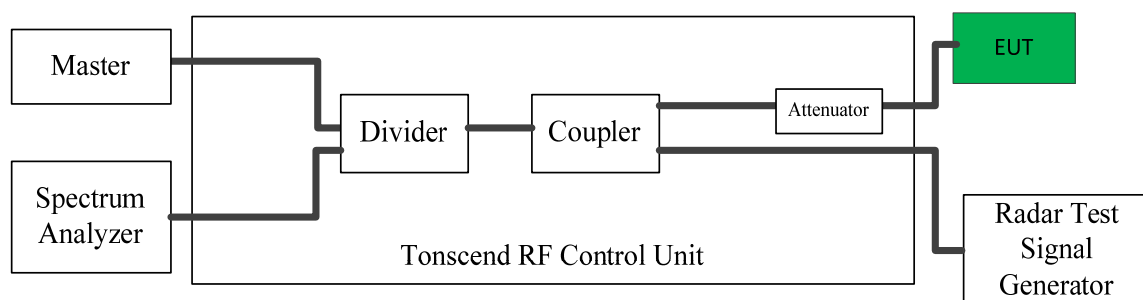 Master
Spectrum
Analyzer
Divider
Coupler
Attenuator
EUT
Radar Test
Signal
Generator
Tonscend RF Control Unit